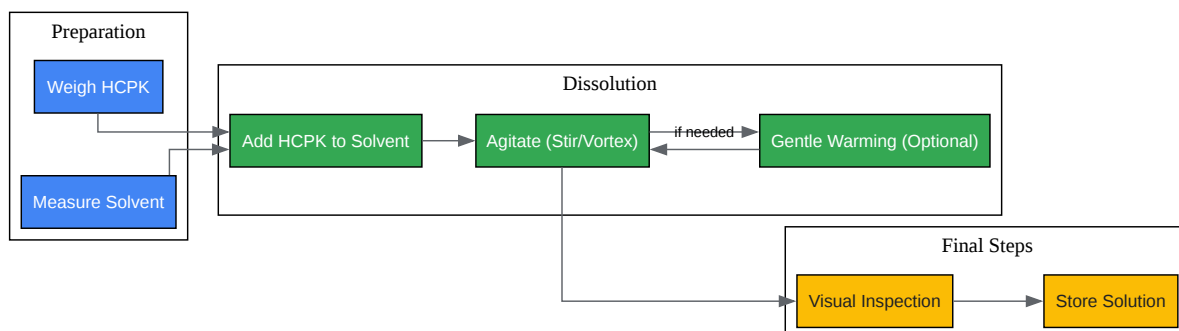 Preparation
Weigh HCPK
Measure Solvent
Dissolution
Add HCPK to Solvent
Agitate (Stir/Vortex)
if needed
Gentle Warming (Optional)
Final Steps
Visual Inspection
Store Solution